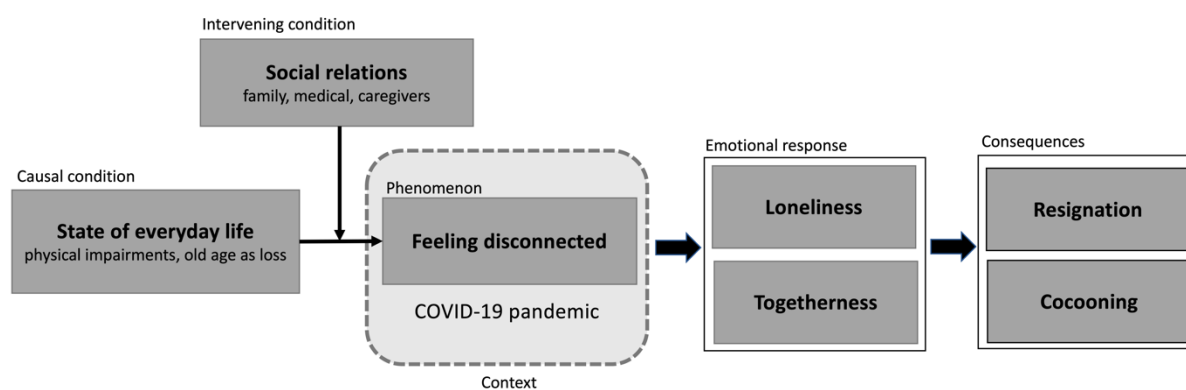 Intervening condition
Social relations
family, medical, caregivers
Causal condition
State of everyday life
physical impairments, old age as loss
Phenomenon
Feeling disconnected
COVID-19 pandemic
Context
Emotional response
Loneliness
Togetherness
Consequences
Resignation
Cocooning